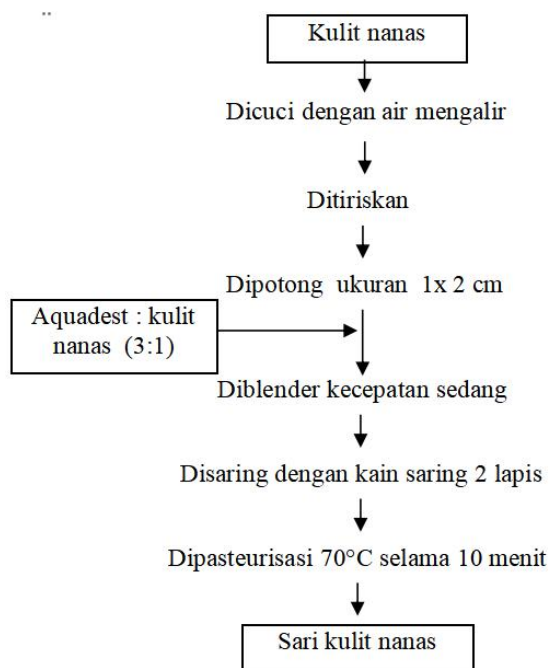 Kulit nanas
Dicuci dengan air mengalir
Ditiriskan
Dipotong ukuran 1x 2 cm
Aquadest : kulit
nanas (3:1)
Diblender kecepatan sedang
Disaring dengan kain saring 2 lapis
Dipasteurisasi 70°C selama 10 menit
Sari kulit nanas